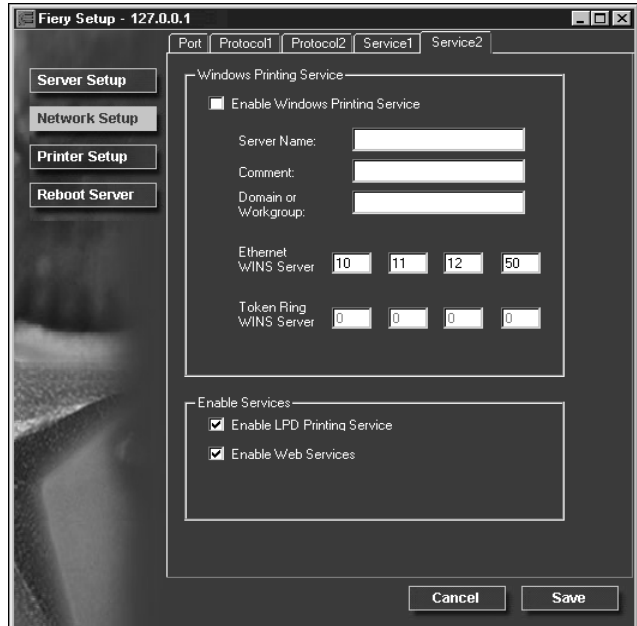 Fiery Setup - 127.0.0.1
Port Protocol1 Protocol2 Service1 Service2
Server Setup
Network Setup
Printer Setup
Reboot Server
Windows Printing Service
Enable Windows Printing Service
Server Name:
Comment:
Domain or
Workgroup:
Ethernet
WINS Server 10 11 12 50
Token Ring
WINS Server 0 0 0 0
Enable Services
Enable LPD Printing Service
Enable Web Services
Cancel Save